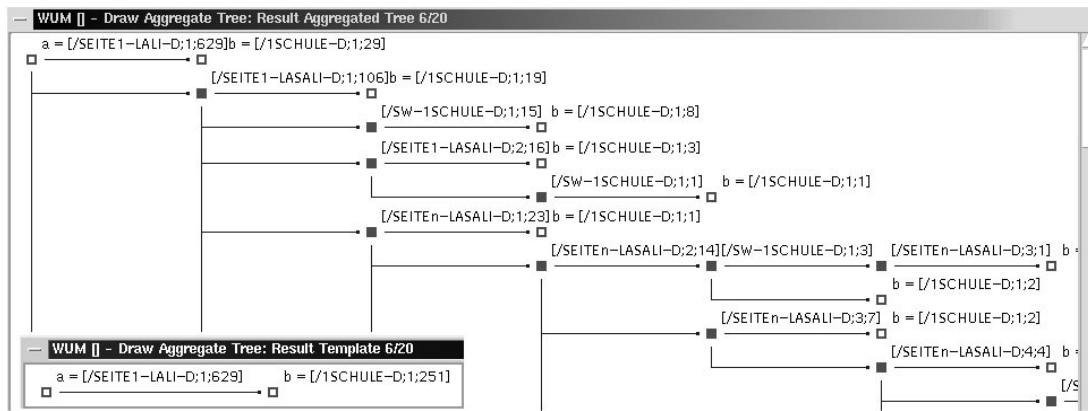 WUM [] – Draw Aggregate Tree: Result Aggregated Tree 6/20
a = [/SEITE1–LALI–D;1;629]b = [/1SCHULE–D;1;29]
[/SEITE1–LASALI–D;1;106]b = [/1SCHULE–D;1;19]
[/SW–1SCHULE–D;1;15] b = [/1SCHULE–D;1;8]
[/SEITE1–LASALI–D;2;16]b = [/1SCHULE–D;1;3]
[/SW–1SCHULE–D;1;1] b = [/1SCHULE–D;1;1]
[/SEITEn–LASALI–D;1;23]b = [/1SCHULE–D;1;1]
[/SEITEn–LASALI–D;2;14][/SW–1SCHULE–D;1;3] [/SEITEn–LASALI–D;3;1] b =
b = [/1SCHULE–D;1;2]
[/SEITEn–LASALI–D;3;7] b = [/1SCHULE–D;1;2]
[/SEITEn–LASALI–D;4;4] b =
[/S
WUM [] – Draw Aggregate Tree: Result Template 6/20
a = [/SEITE1–LALI–D;1;629] b = [/1SCHULE–D;1;251]